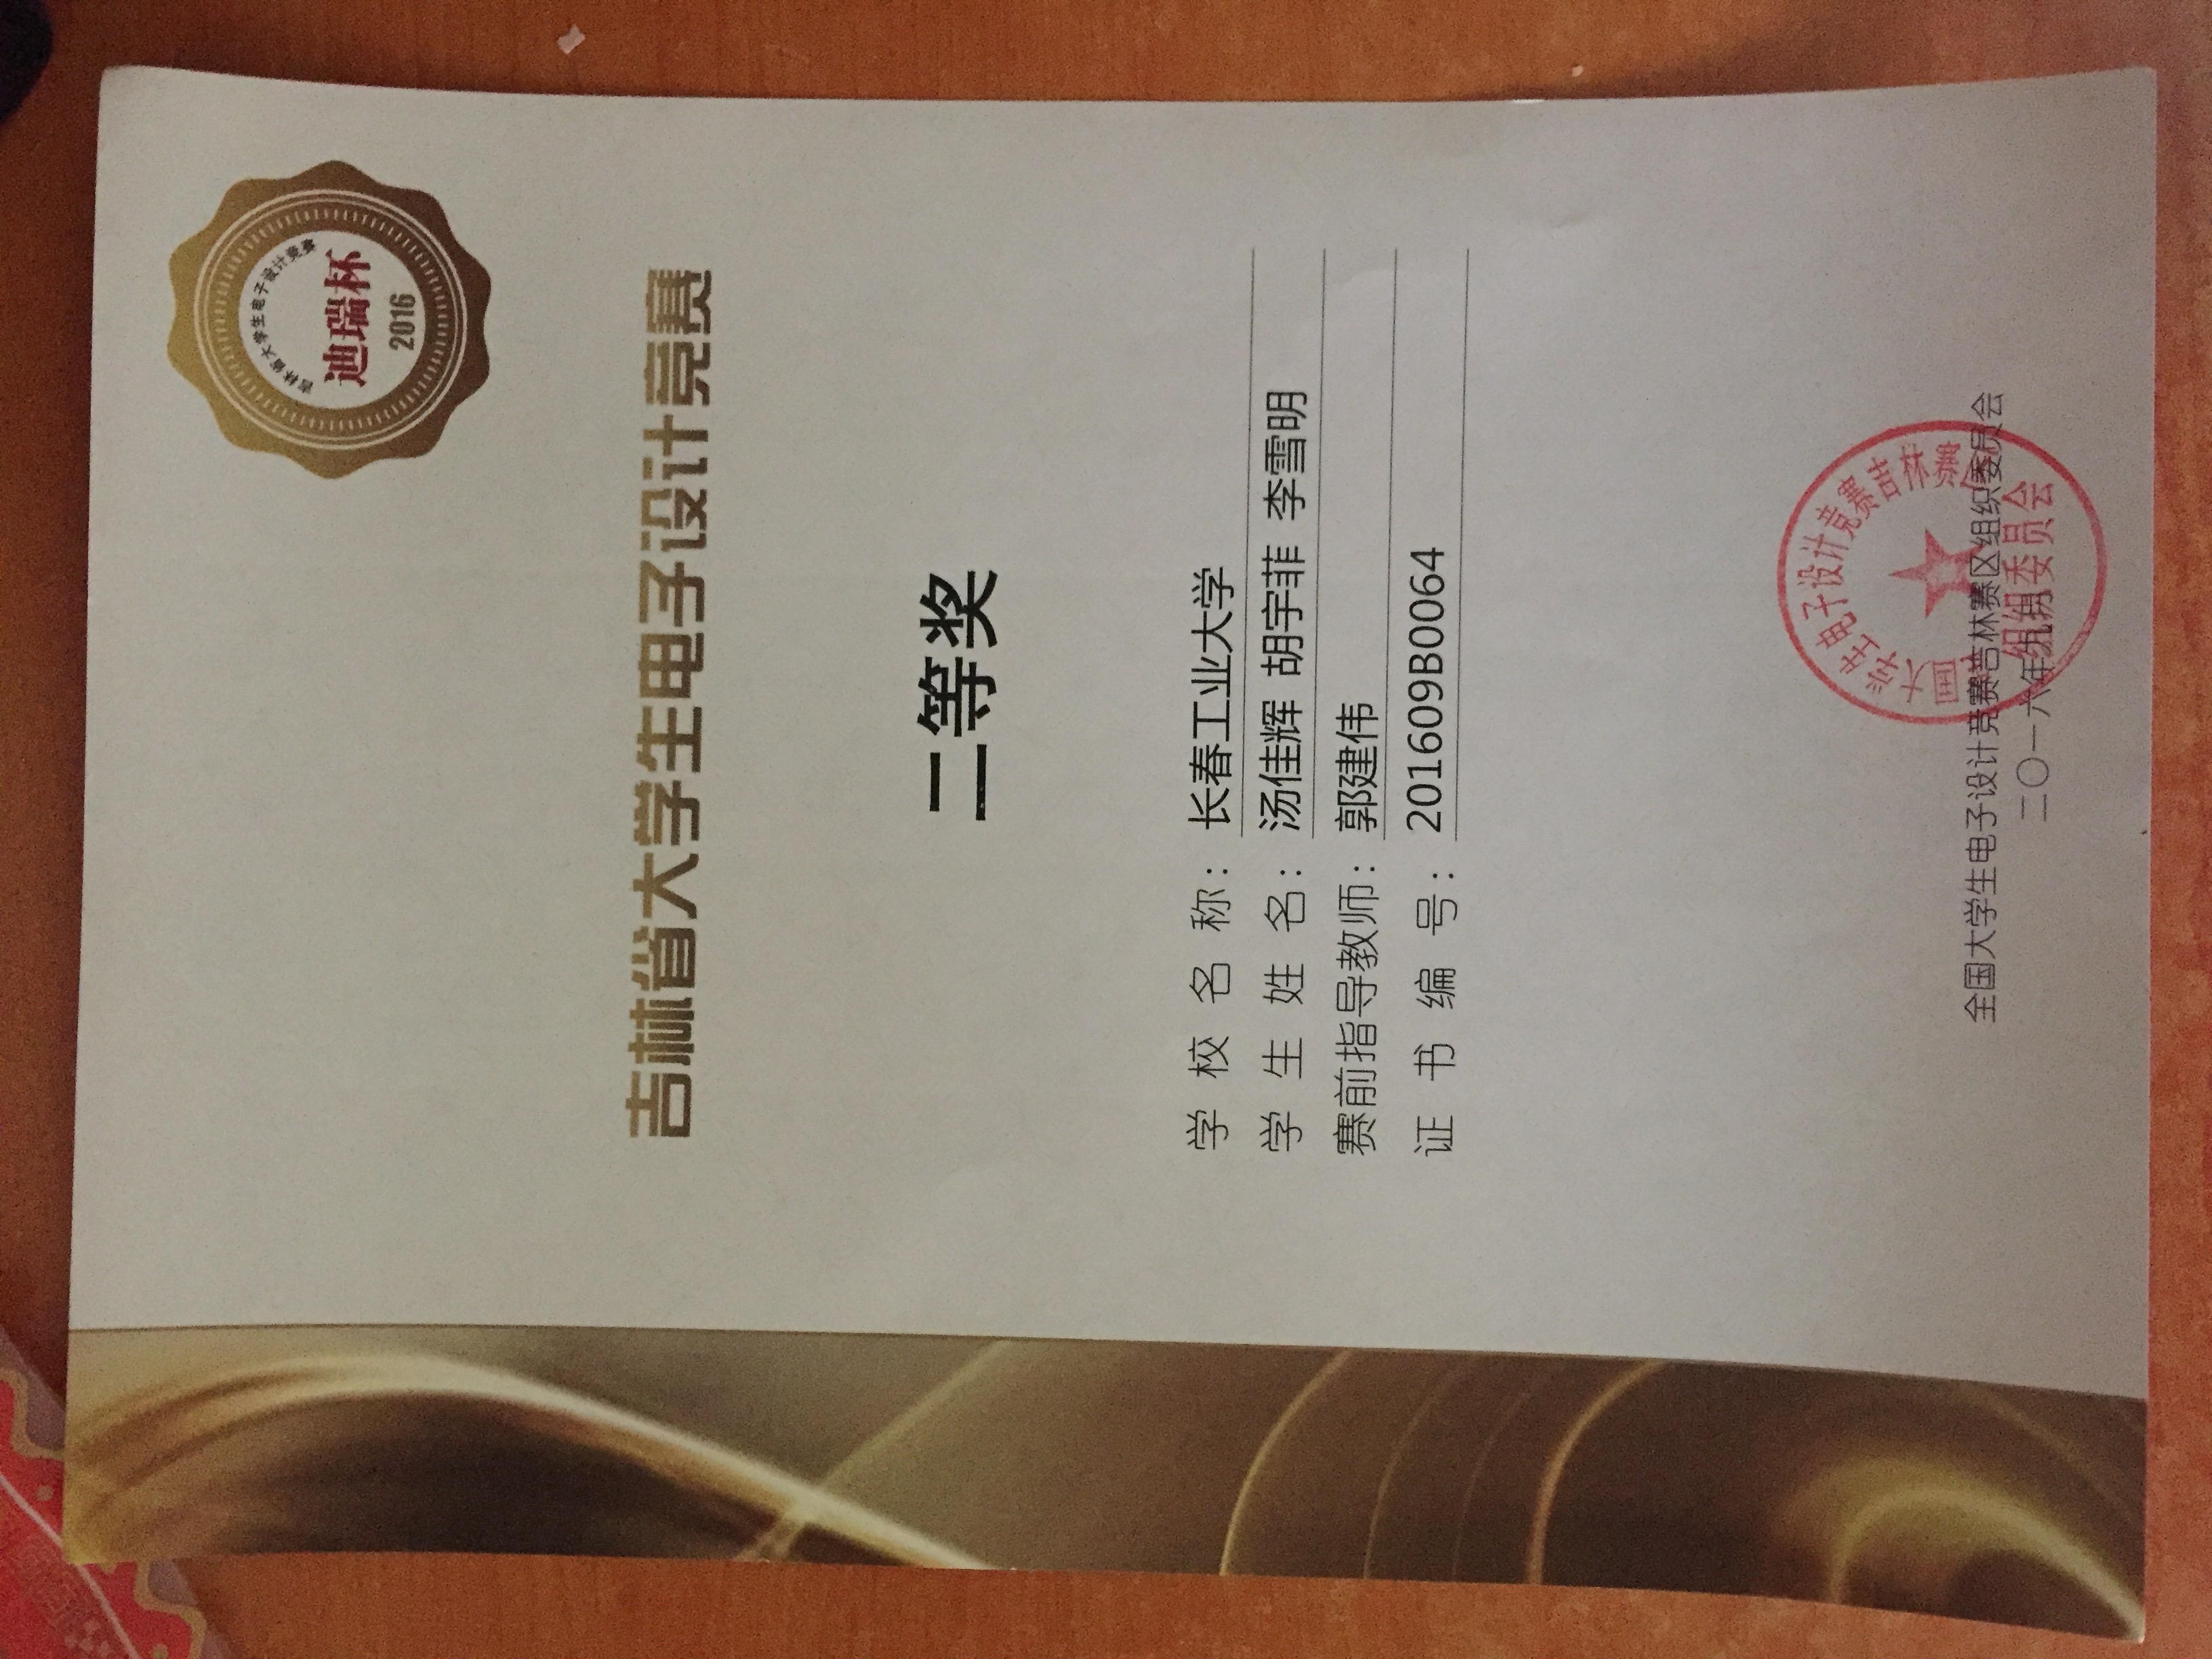 吉林省大学生电子设计竞赛
迪瑞杯
2016
吉林省大学生电子设计竞赛
二等奖
学校名称：长春工业大学
学生姓名：汤佳辉 胡宇菲 李雪明
赛前指导教师：郭建伟
证书编号：201609B0064
全国大学生电子设计竞赛吉林赛区
全国大学生电子设计竞赛吉林赛区组织委员会
二〇一六年九月
组织委员会